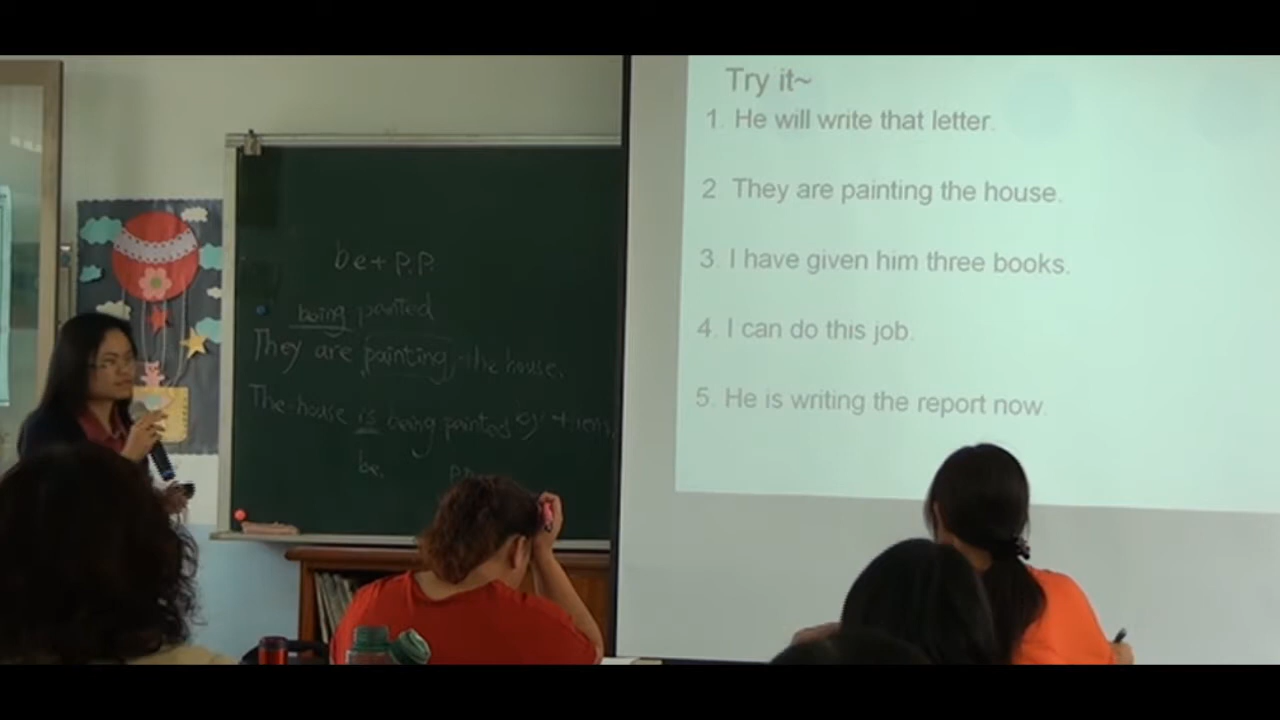 be + P.P.
being painted
They are painting the house.
The house is being painted by them.
be.
Try it~
1. He will write that letter.
2 They are painting the house.
3. I have given him three books.
4. I can do this job.
5. He is writing the report now.